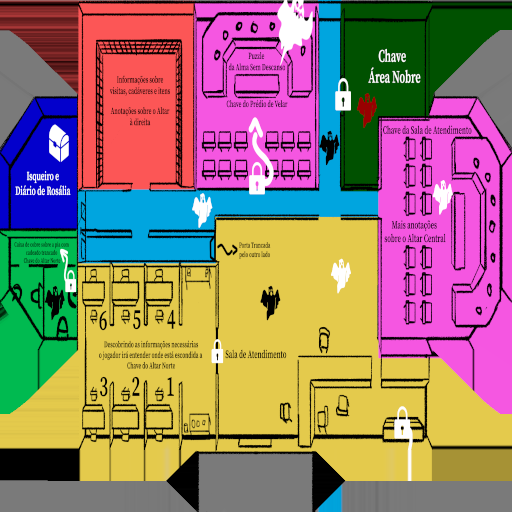 Informações sobre
visitas, cadáveres e itens
Anotações sobre o Altar
à direita
Puzzle
da Alma Sem Descanso
Chave do Prédio de Velar
Chave
Área Nobre
Chave da Sala de Atendimento
Isqueiro e
Diário de Rosália
Mais anotações
sobre o Altar Central
Caixa de sobre sobre a pia com
cadeado trancado
Chave do Altar Norte
Porta Trancada
pelo outro lado
6 5 4
Descobrindo as informações necessárias
o jogador irá entender onde está escondida a
Chave do Altar Norte
Sala de Atendimento
3 2 1